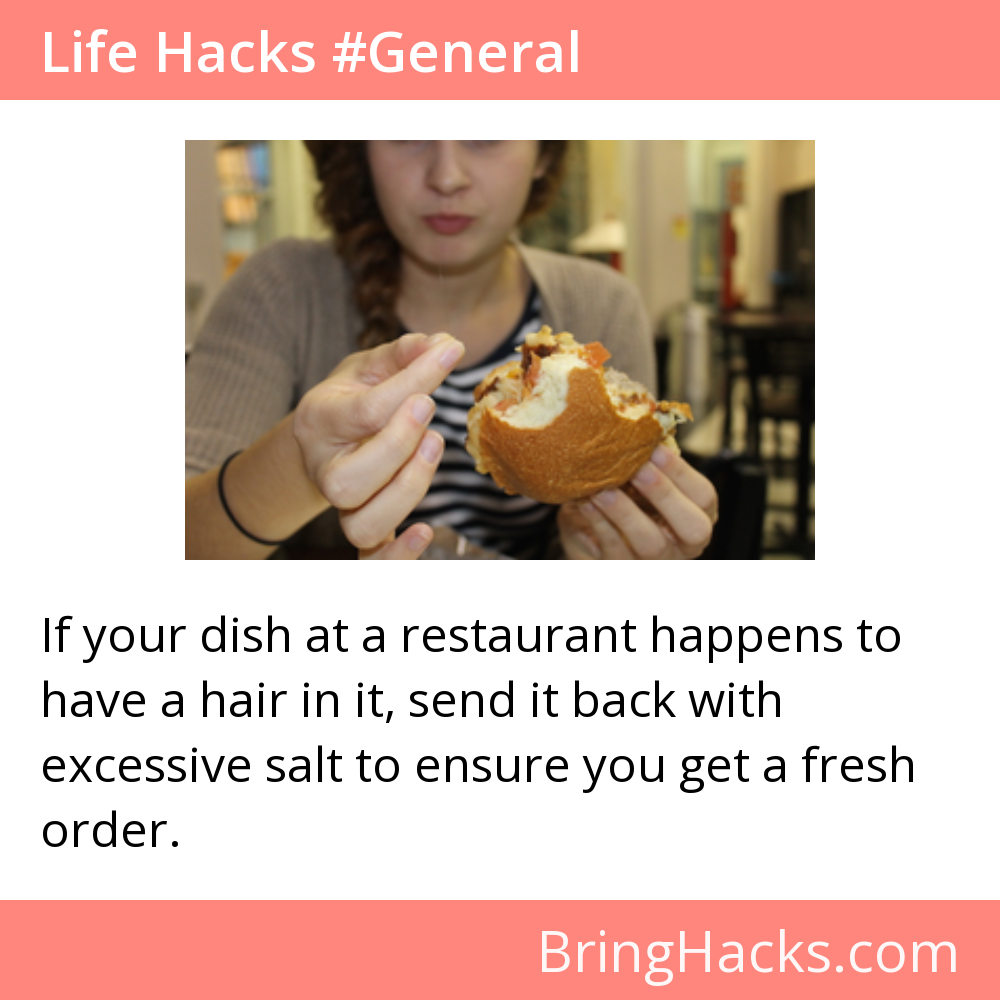 Life Hacks #General
If your dish at a restaurant happens to
have a hair in it, send it back with
excessive salt to ensure you get a fresh
order.
BringHacks.com